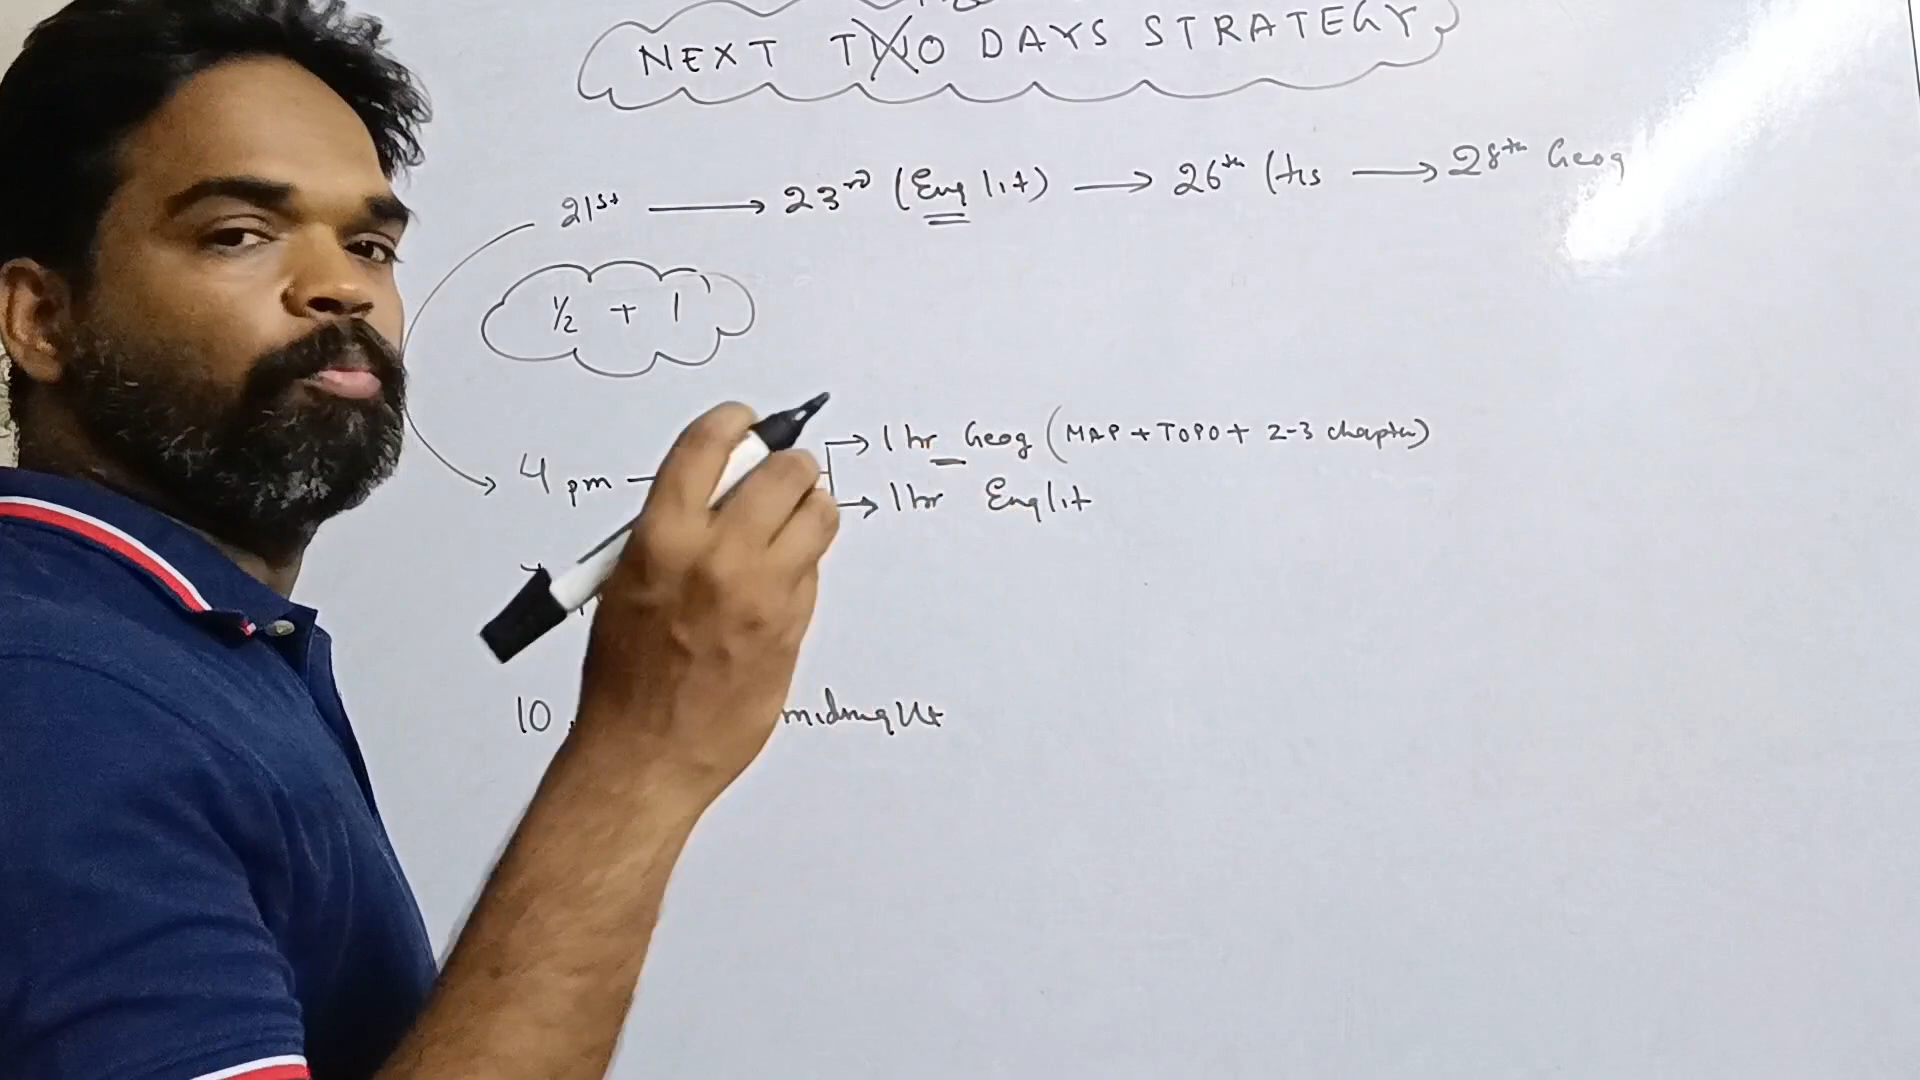 NEXT TWO DAYS STRATEGY
21st → 23rd (Eng lit) → 26th (His → 28th Geog
1/2 + 1
4 pm → 1 hr Geog (MAP + TOPO + 2-3 chapter)
→ 1 hr Eng lit
10 midnight